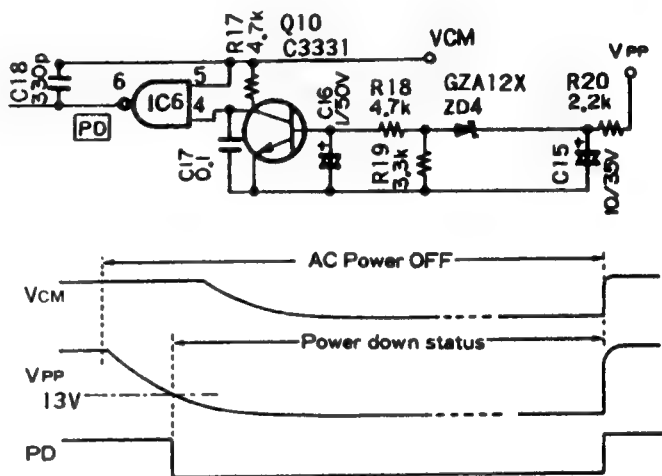 C18
330p
6
5
4
IC6
PD
R17
4.7k
Q10
C3331
VCM
C17
0.1
C16
1/50V
R18
4.7k
R19
3.3k
GZA12X
ZD4
VPP
R20
2.2k
C15
10/35V
AC Power OFF
VCM
Power down status
VPP
13V
PD